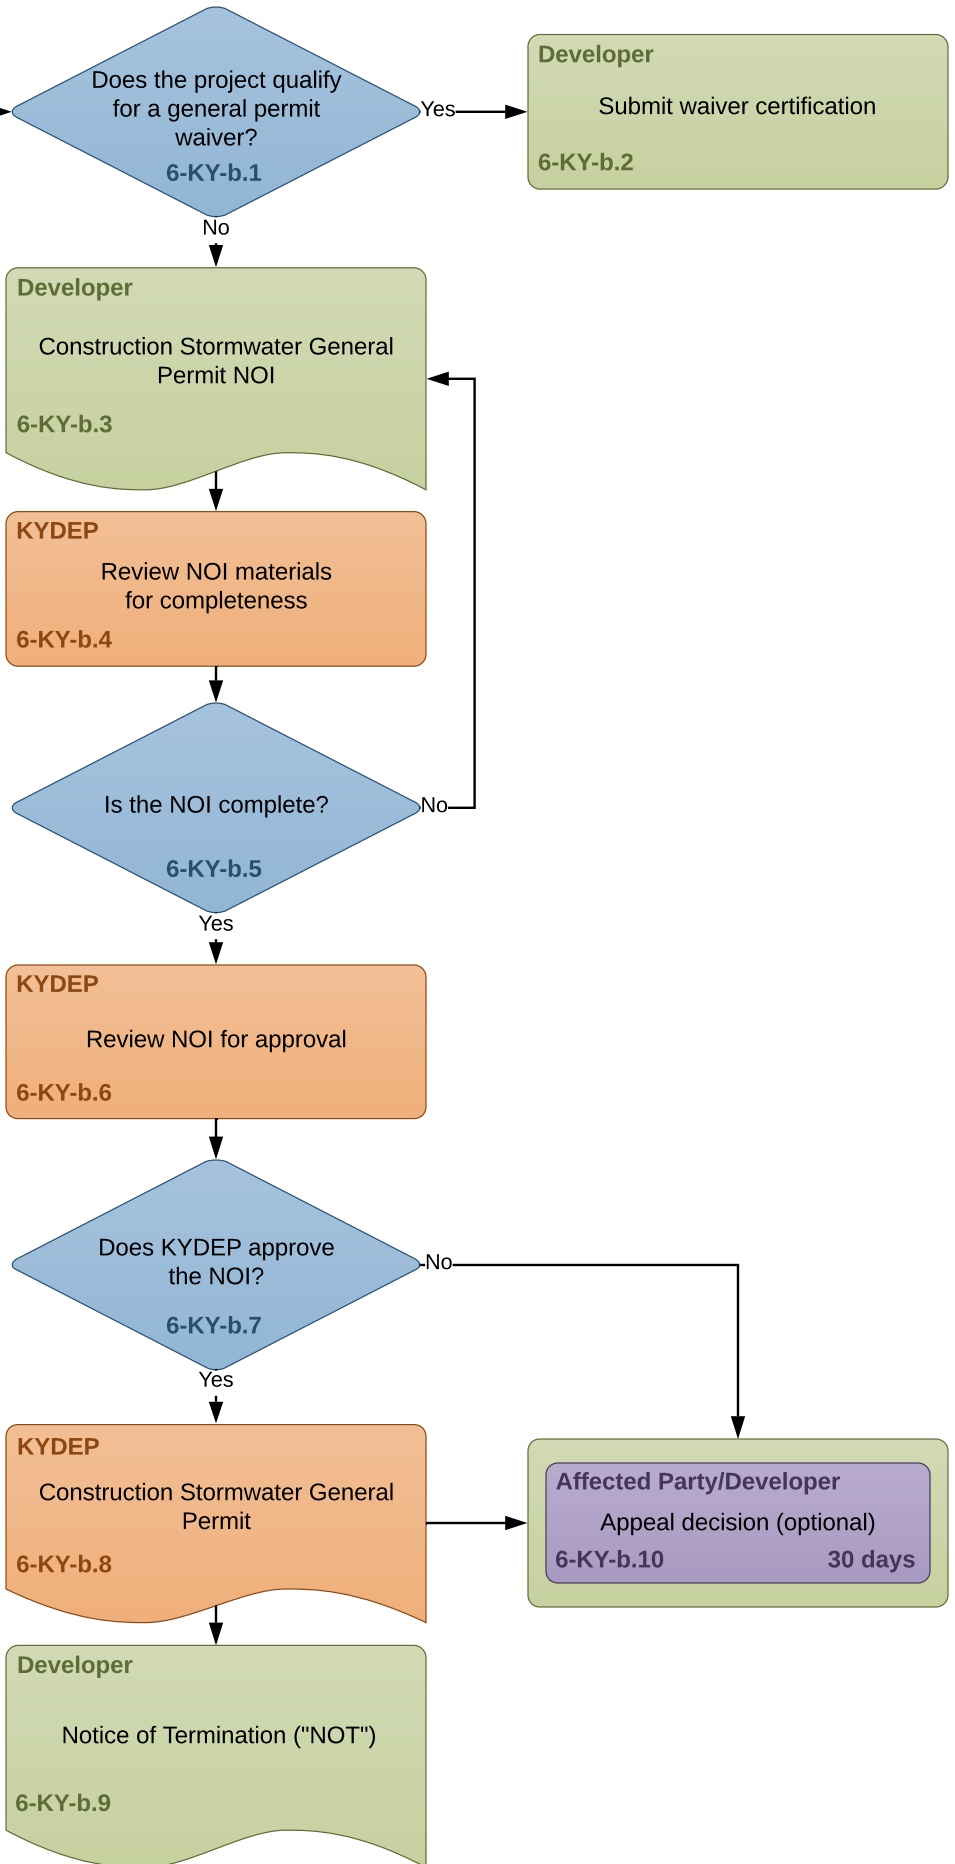 Does the project qualify
for a general permit
waiver?
6-KY-b.1
Yes
Developer
Submit waiver certification
6-KY-b.2
No
Developer
Construction Stormwater General
Permit NOI
6-KY-b.3
KYDEP
Review NOI materials
for completeness
6-KY-b.4
Is the NOI complete?
No
6-KY-b.5
Yes
KYDEP
Review NOI for approval
6-KY-b.6
Does KYDEP approve
the NOI?
No
6-KY-b.7
Yes
KYDEP
Construction Stormwater General
Permit
6-KY-b.8
Affected Party/Developer
Appeal decision (optional)
6-KY-b.10 30 days
Developer
Notice of Termination ("NOT")
6-KY-b.9